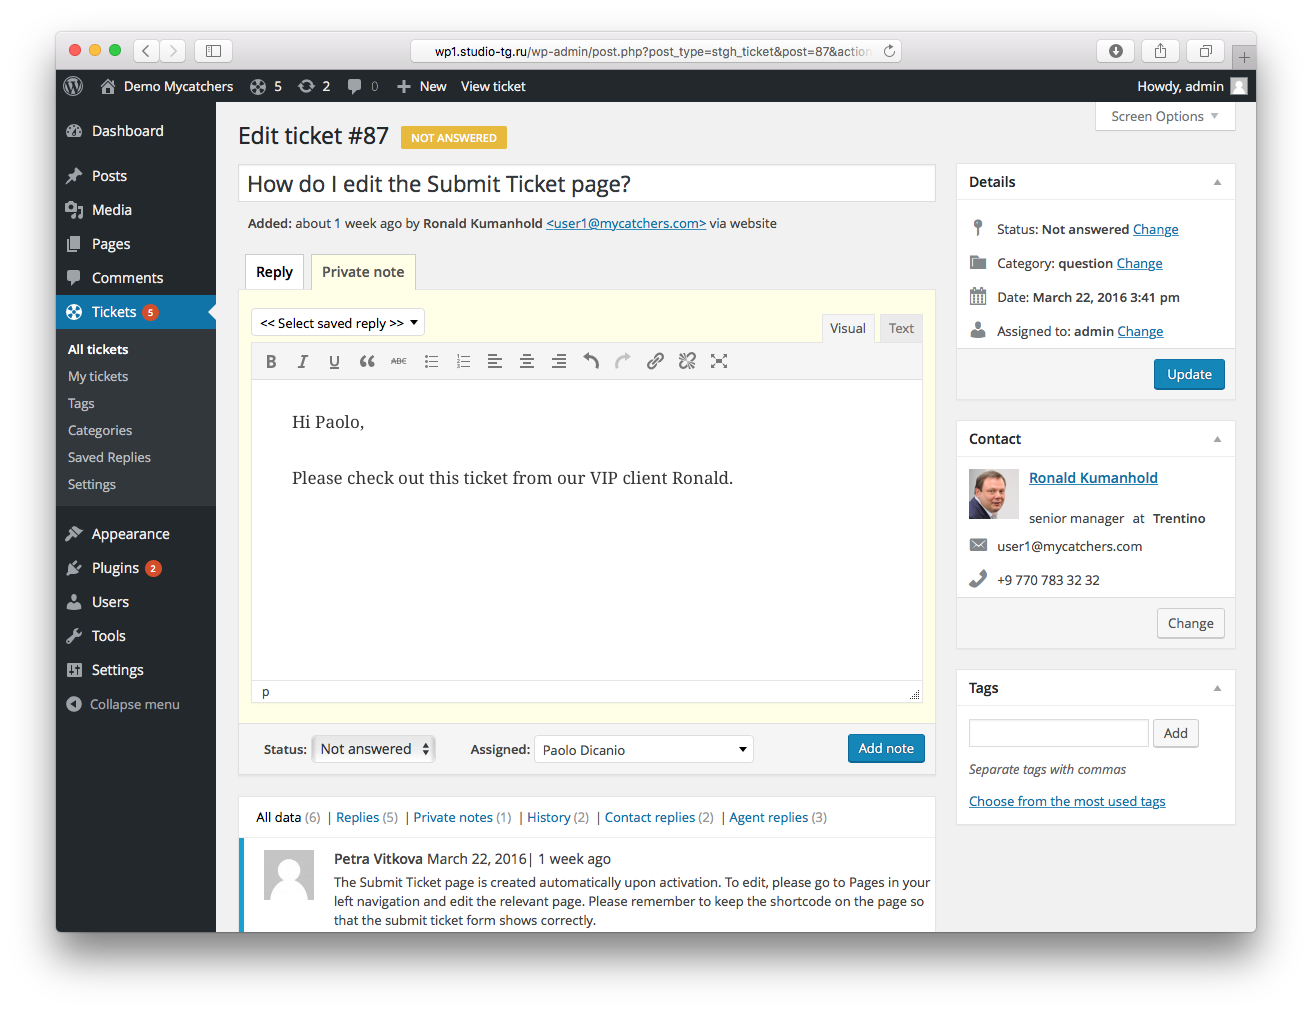 wp1.studio-tg.ru/wp-admin/post.php?post_type=stgh_ticket&post=87&action
Demo Mycatchers 5 2 0 New View ticket Howdy, admin
Screen Options
Dashboard
Posts
Media
Pages
Comments
Tickets 5
All tickets
My tickets
Tags
Categories
Saved Replies
Settings
Appearance
Plugins 2
Users
Tools
Settings
Collapse menu
Edit ticket #87 NOT ANSWERED
How do I edit the Submit Ticket page?
Added: about 1 week ago by Ronald Kumanhold <user1@mycatchers.com> via website
Reply Private note
<< Select saved reply >>
Visual Text
B I U ABC
Hi Paolo,
Please check out this ticket from our VIP client Ronald.
p
Status: Not answered Assigned: Paolo Dicanio Add note
All data (6) | Replies (5) | Private notes (1) | History (2) | Contact replies (2) | Agent replies (3)
Petra Vitkova March 22, 2016| 1 week ago
The Submit Ticket page is created automatically upon activation. To edit, please go to Pages in your
left navigation and edit the relevant page. Please remember to keep the shortcode on the page so
that the submit ticket form shows correctly.
Details
Status: Not answered Change
Category: question Change
Date: March 22, 2016 3:41 pm
Assigned to: admin Change
Update
Contact
Ronald Kumanhold
senior manager at Trentino
user1@mycatchers.com
+9 770 783 32 32
Change
Tags
Add
Separate tags with commas
Choose from the most used tags